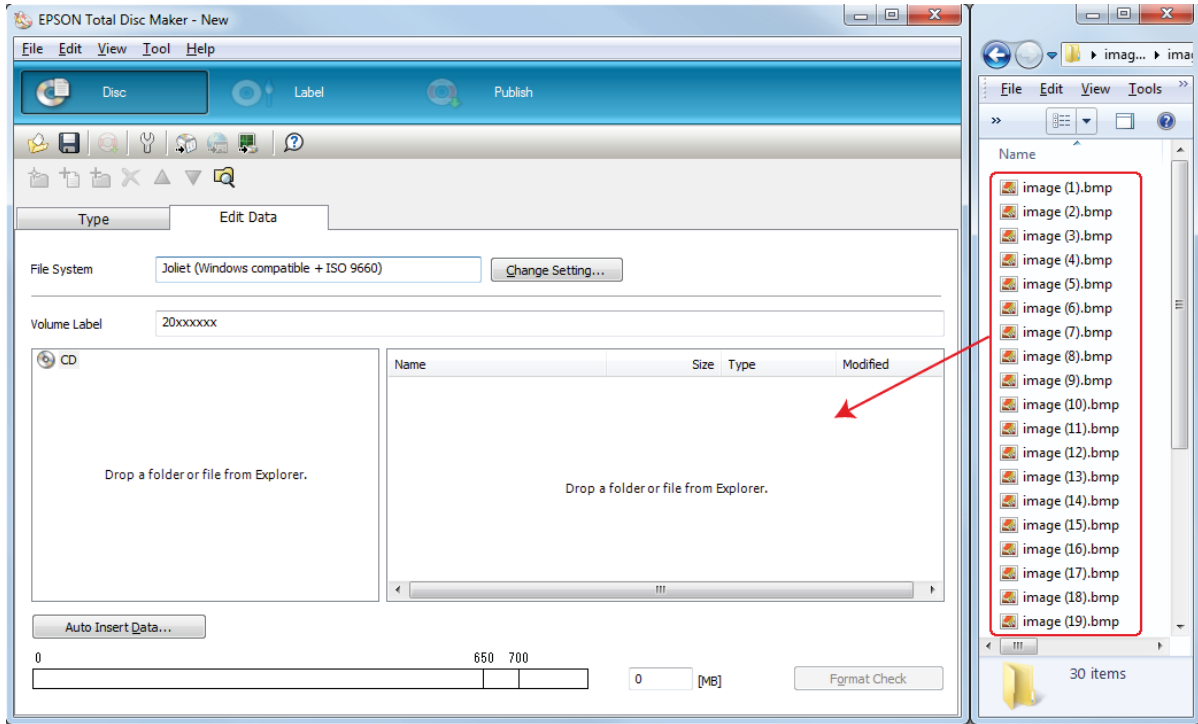 EPSON Total Disc Maker - New
File Edit View Tool Help
Disc Label Publish
Type Edit Data
File System Joliet (Windows compatible + ISO 9660) Change Setting...
Volume Label 20xxxxxx
CD
Drop a folder or file from Explorer.
Name Size Type Modified
Drop a folder or file from Explorer.
Auto Insert Data...
0 650 700
0 [MB] Format Check
imag... ima
File Edit View Tools »
»
Name
image (1).bmp
image (2).bmp
image (3).bmp
image (4).bmp
image (5).bmp
image (6).bmp
image (7).bmp
image (8).bmp
image (9).bmp
image (10).bmp
image (11).bmp
image (12).bmp
image (13).bmp
image (14).bmp
image (15).bmp
image (16).bmp
image (17).bmp
image (18).bmp
image (19).bmp
30 items